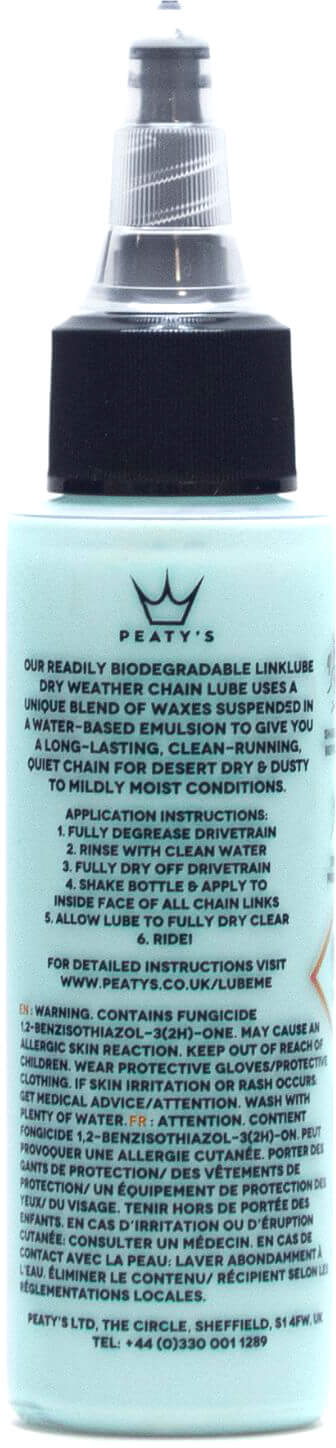 PEATY'S
OUR READILY BIODEGRADABLE LINKLUBE
DRY WEATHER CHAIN LUBE USES A
UNIQUE BLEND OF WAXES SUSPENDED IN
A WATER-BASED EMULSION TO GIVE YOU
A LONG-LASTING, CLEAN-RUNNING,
QUIET CHAIN FOR DESERT DRY & DUSTY
TO MILDLY MOIST CONDITIONS.
APPLICATION INSTRUCTIONS:
1. FULLY DEGREASE DRIVETRAIN
2. RINSE WITH CLEAN WATER
3. FULLY DRY OFF DRIVETRAIN
4. SHAKE BOTTLE & APPLY TO
INSIDE FACE OF ALL CHAIN LINKS
5. ALLOW LUBE TO FULLY DRY CLEAR
6. RIDE!
FOR DETAILED INSTRUCTIONS VISIT
WWW.PEATYS.CO.UK/LUBEME
EN: WARNING. CONTAINS FUNGICIDE
1,2-BENZISOTHIAZOL-3(2H)-ONE. MAY CAUSE AN
ALLERGIC SKIN REACTION. KEEP OUT OF REACH OF
CHILDREN. WEAR PROTECTIVE GLOVES/PROTECTIVE
CLOTHING. IF SKIN IRRITATION OR RASH OCCURS:
GET MEDICAL ADVICE/ATTENTION. WASH WITH
PLENTY OF WATER. FR: ATTENTION. CONTIENT
FONGICIDE 1,2-BENZISOTHIAZOL-3(2H)-ON. PEUT
PROVOQUER UNE ALLERGIE CUTANÉE. PORTER DES
GANTS DE PROTECTION/ DES VÊTEMENTS DE
PROTECTION/ UN ÉQUIPEMENT DE PROTECTION DES
YEUX/ DU VISAGE. TENIR HORS DE PORTÉE DES
ENFANTS. EN CAS D'IRRITATION OU D'ÉRUPTION
CUTANÉE: CONSULTER UN MÉDECIN. EN CAS DE
CONTACT AVEC LA PEAU: LAVER ABONDAMMENT À
L'EAU. ÉLIMINER LE CONTENU/ RÉCIPIENT SELON LES
RÉGLEMENTATIONS LOCALES.
PEATY'S LTD, THE CIRCLE, SHEFFIELD, S1 4FW, UK
TEL: +44 (0)330 001 1289